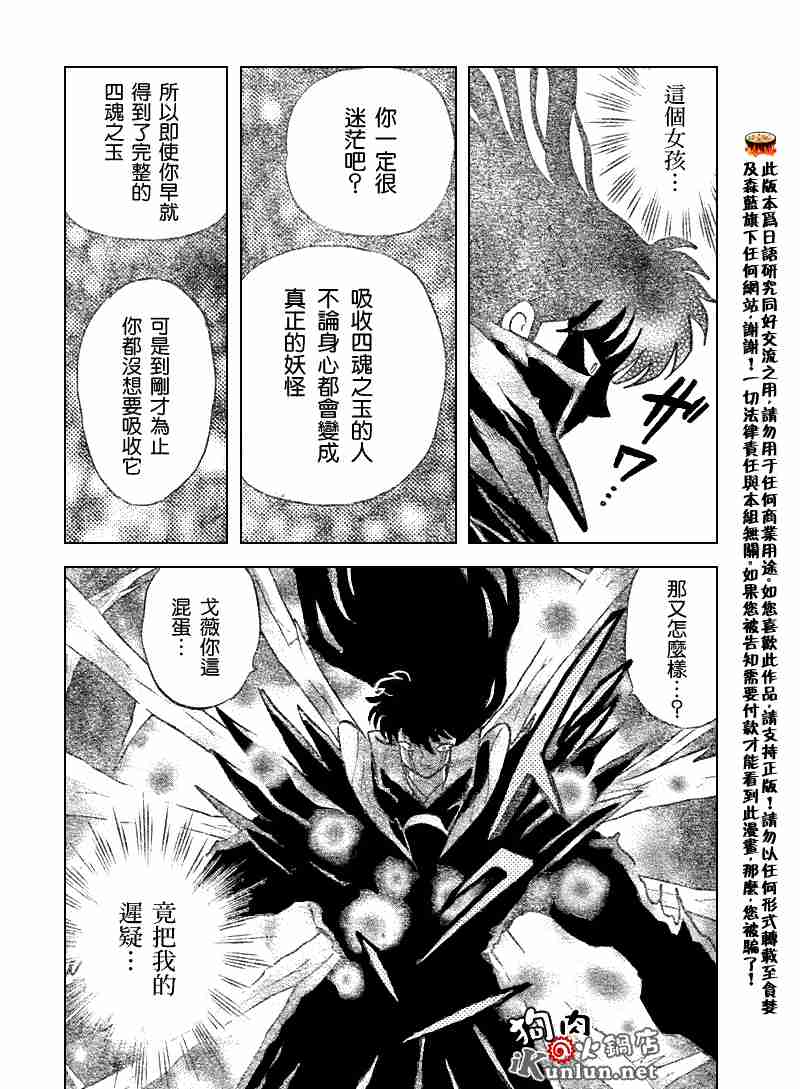 這個女孩…
你一定很
迷茫吧？
吸收四魂之玉的人
不論身心都會變成
真正的妖怪
所以即使你早就
得到了完整的
四魂之玉
可是到剛才為止
你都沒想要吸收它
ギワ
那又怎麼樣…？
戈薇你這
混蛋…
竟把我的
遲疑…
此版本爲日語研究同好交流之用，請勿用于任何商業用途。如您喜歡此作品，請支持正版！請勿以任何形式轉載至貪婪
及森藍旗下任何網站，謝謝！一切法律責任與本組無關。如果您被告知需要付款才能看到此漫畫，那麼，您被騙了！
狗肉
火鍋店
iKunlun.net